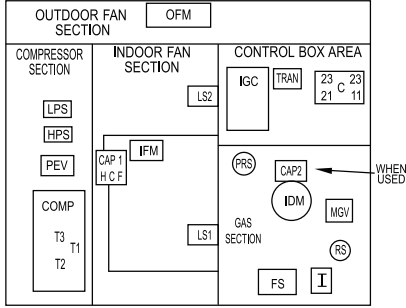 OUTDOOR FAN
SECTION
OFM
COMPRESSOR
SECTION
LPS
HPS
PEV
COMP
T3
T1
T2
INDOOR FAN
SECTION
LS2
IFM
CAP 1
H C F
LS1
CONTROL BOX AREA
IGC
TRAN
23 23
C
21 11
PRS
CAP2
WHEN
USED
IDM
MGV
GAS
SECTION
RS
FS
I